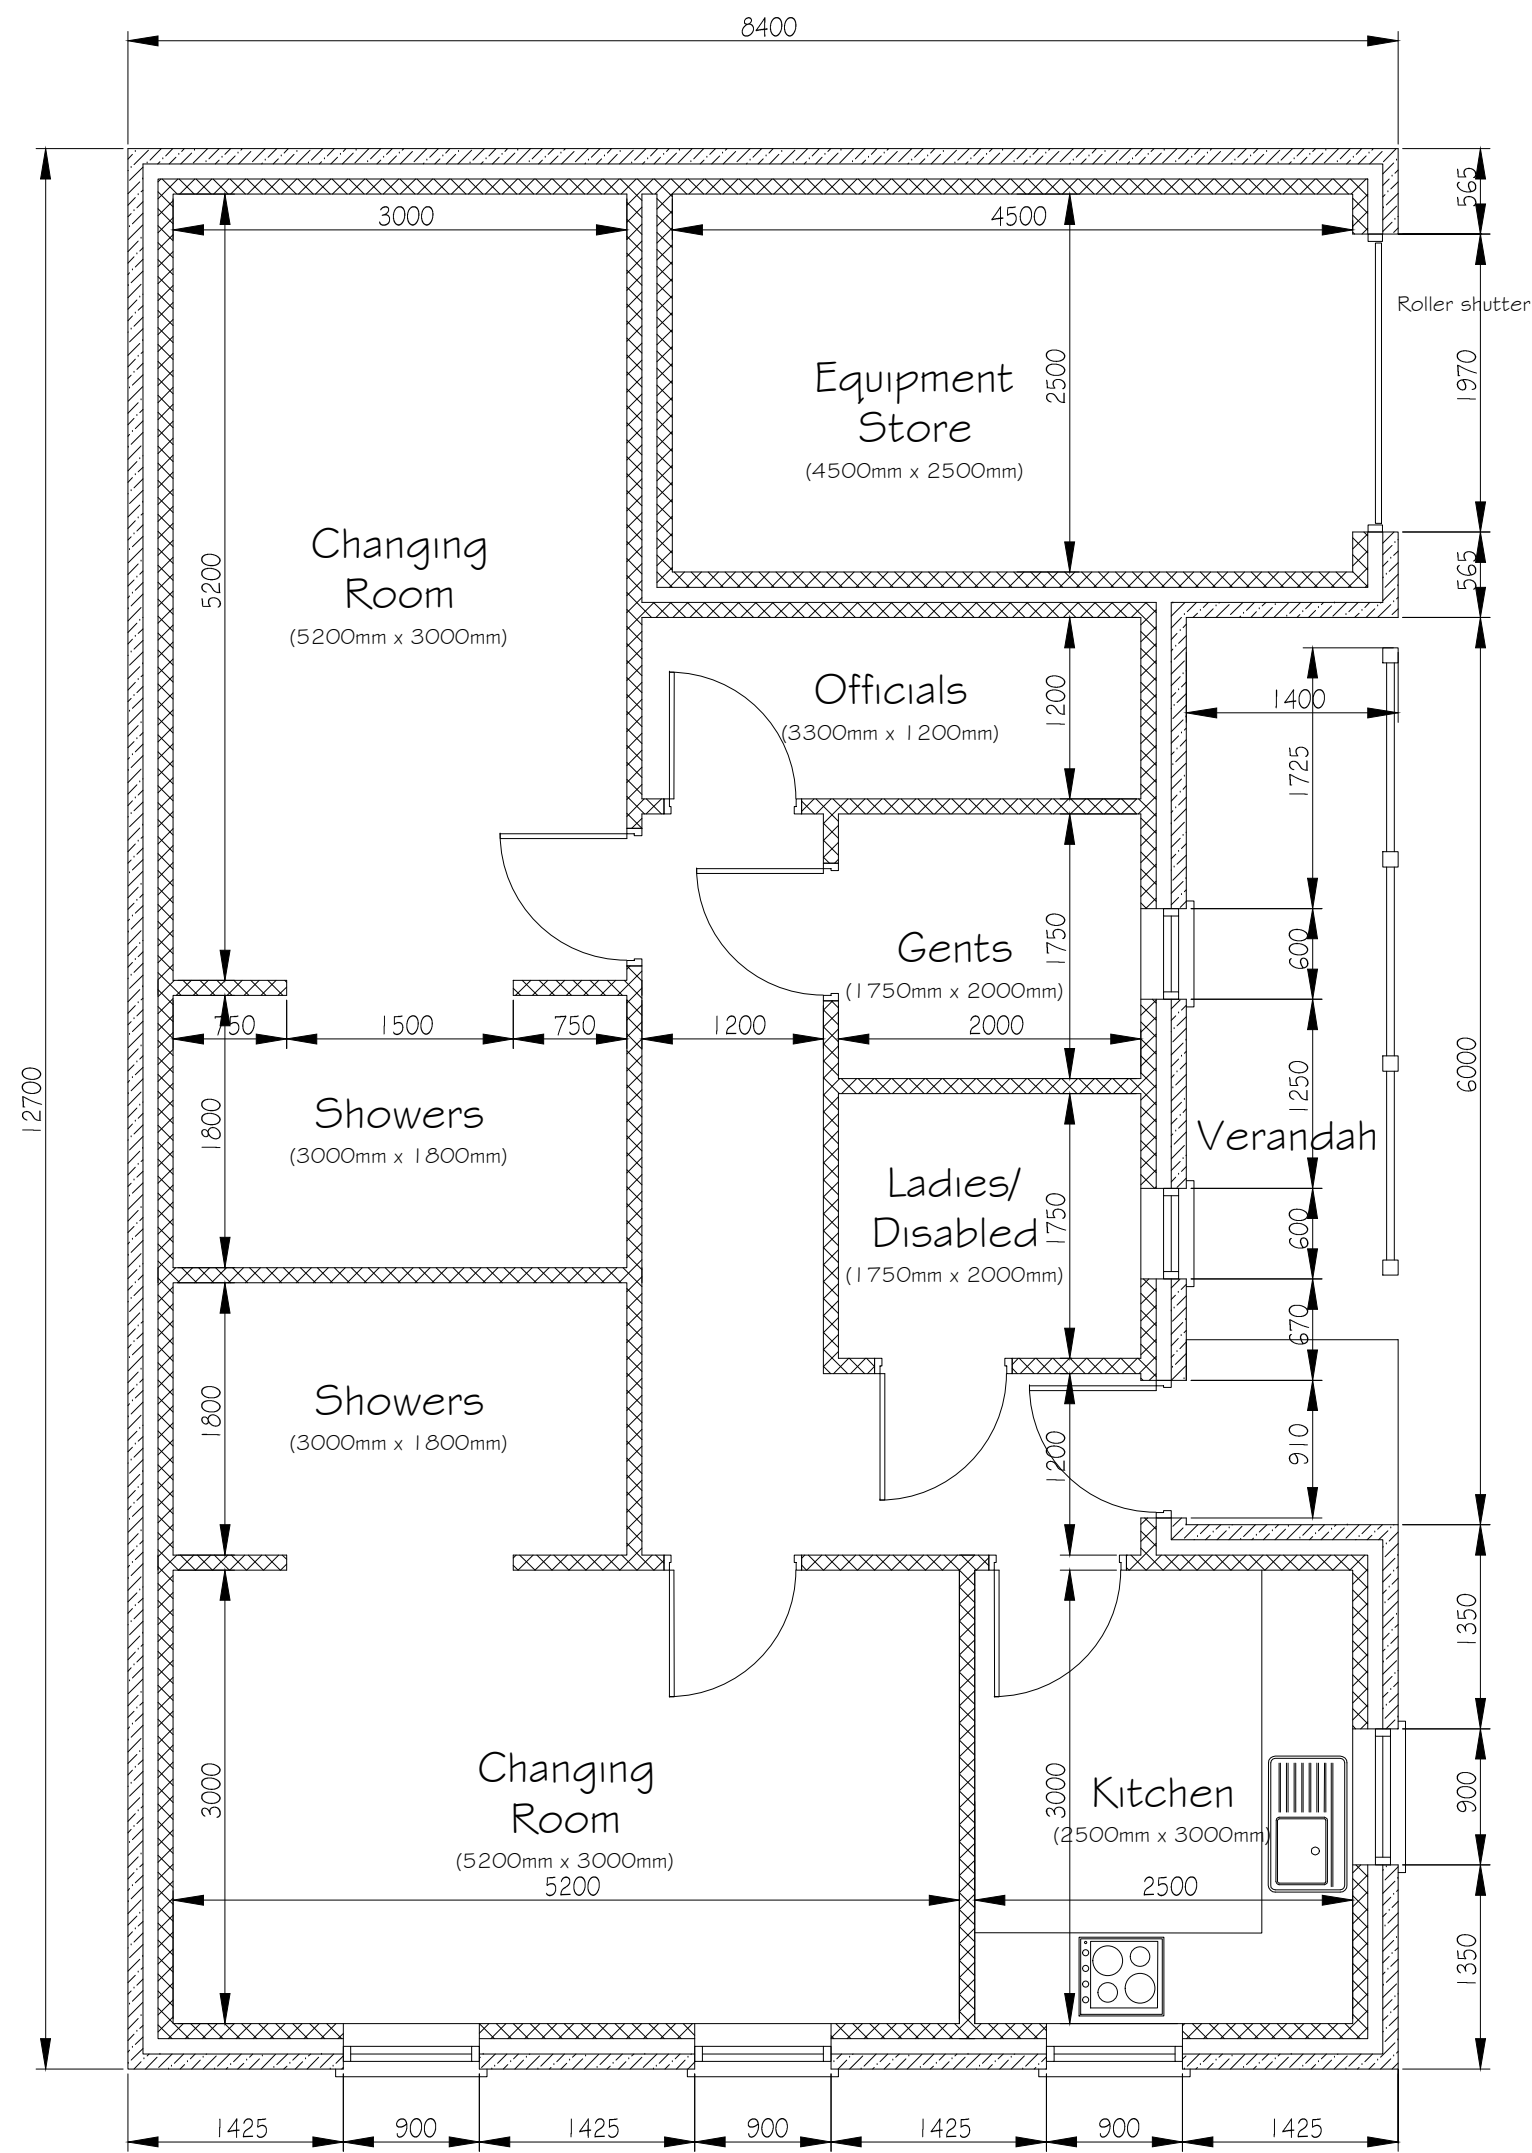 8400
565
3000
4500
Roller shutter
1970
2500
Equipment
Store
(4500mm x 2500mm)
Changing
Room
(5200mm x 3000mm)
5200
565
Officials
(3300mm x 1200mm)
1200
1400
1725
Gents
(1750mm x 2000mm)
1750
600
750
1500
750
1200
2000
12700
6000
1250
Showers
(3000mm x 1800mm)
1800
Verandah
Ladies/
Disabled
(1750mm x 2000mm)
1750
600
670
Showers
(3000mm x 1800mm)
1800
1200
910
1350
Changing
Room
(5200mm x 3000mm)
3000
5200
Kitchen
(2500mm x 3000mm)
3000
2500
900
1350
1425
900
1425
900
1425
900
1425